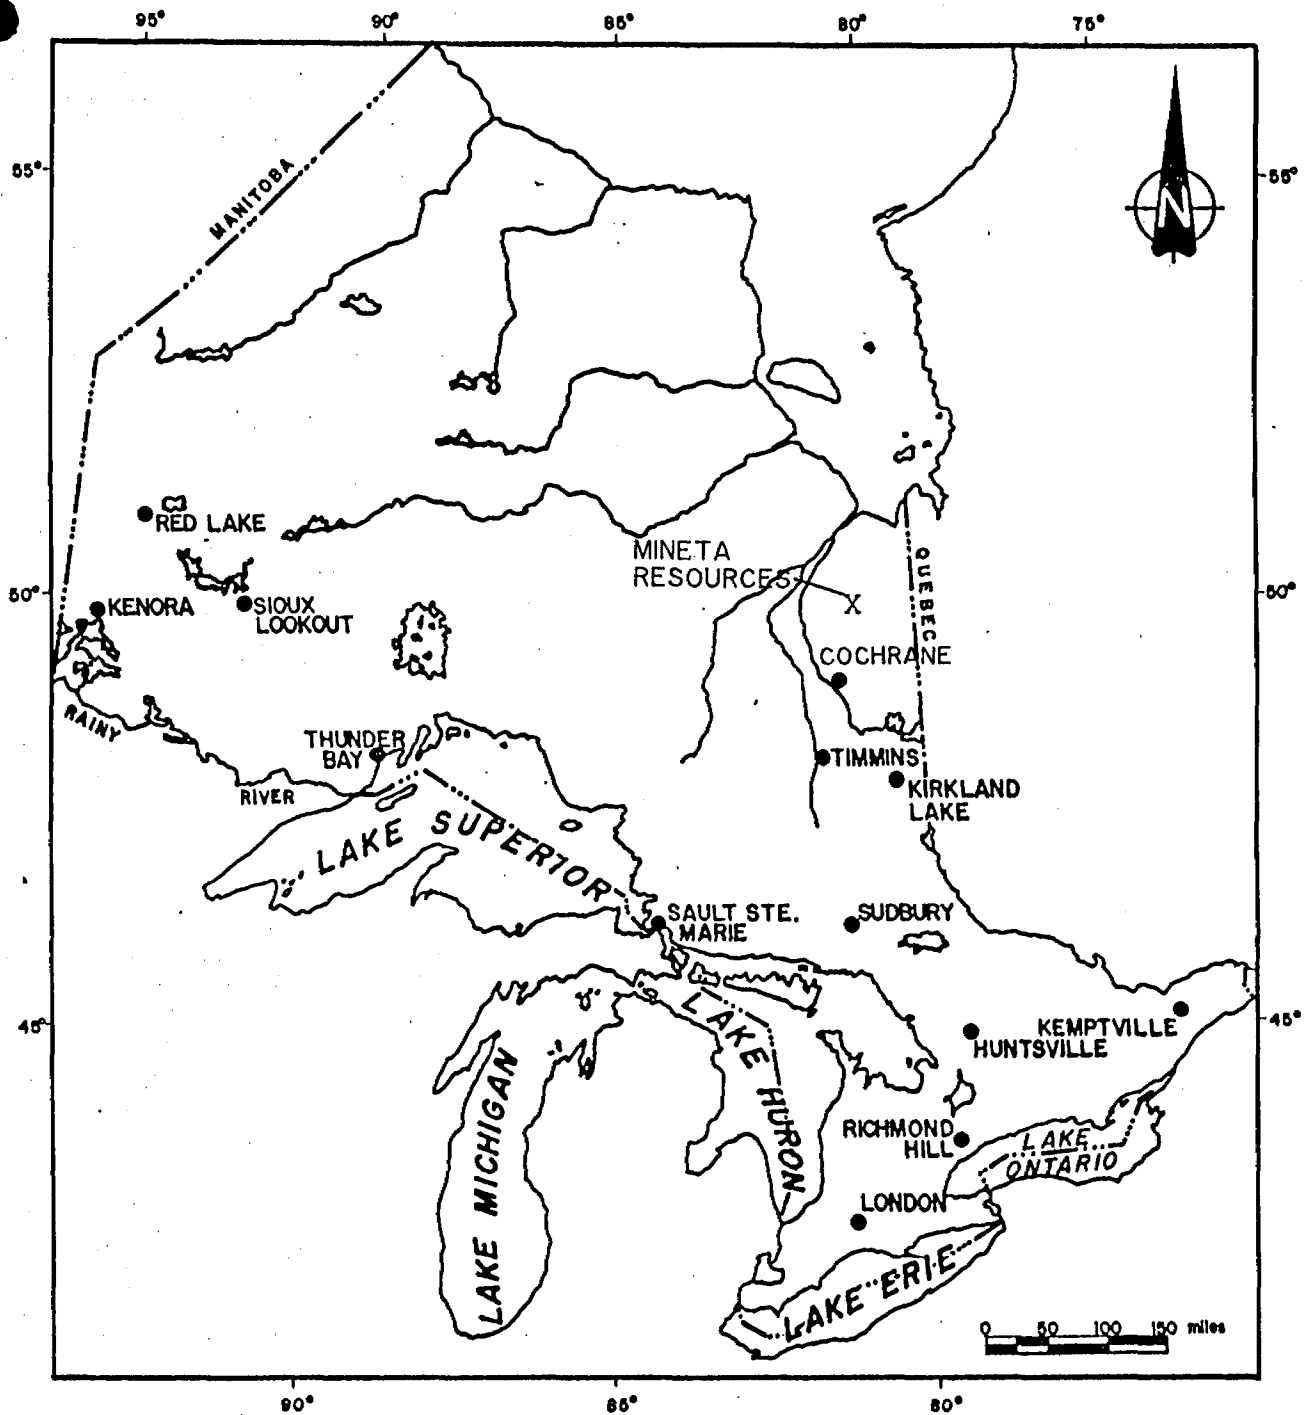 95° 90° 85° 80° 75°
55° 55°
MANITOBA
N
RED LAKE
MINETA
RESOURCES
X
QUEBEC
50° 50°
KENORA
SIOUX
LOOKOUT
COCHRANE
RAINY
RIVER
THUNDER
BAY
TIMMINS
KIRKLAND
LAKE
LAKE SUPERIOR
SAULT STE.
MARIE
SUDBURY
45° 45°
KEMPTVILLE
HUNTSVILLE
LAKE HURON
LAKE MICHIGAN
RICHMOND
HILL
LAKE
ONTARIO
LONDON
LAKE ERIE
0 50 100 150 miles
90° 85° 80°